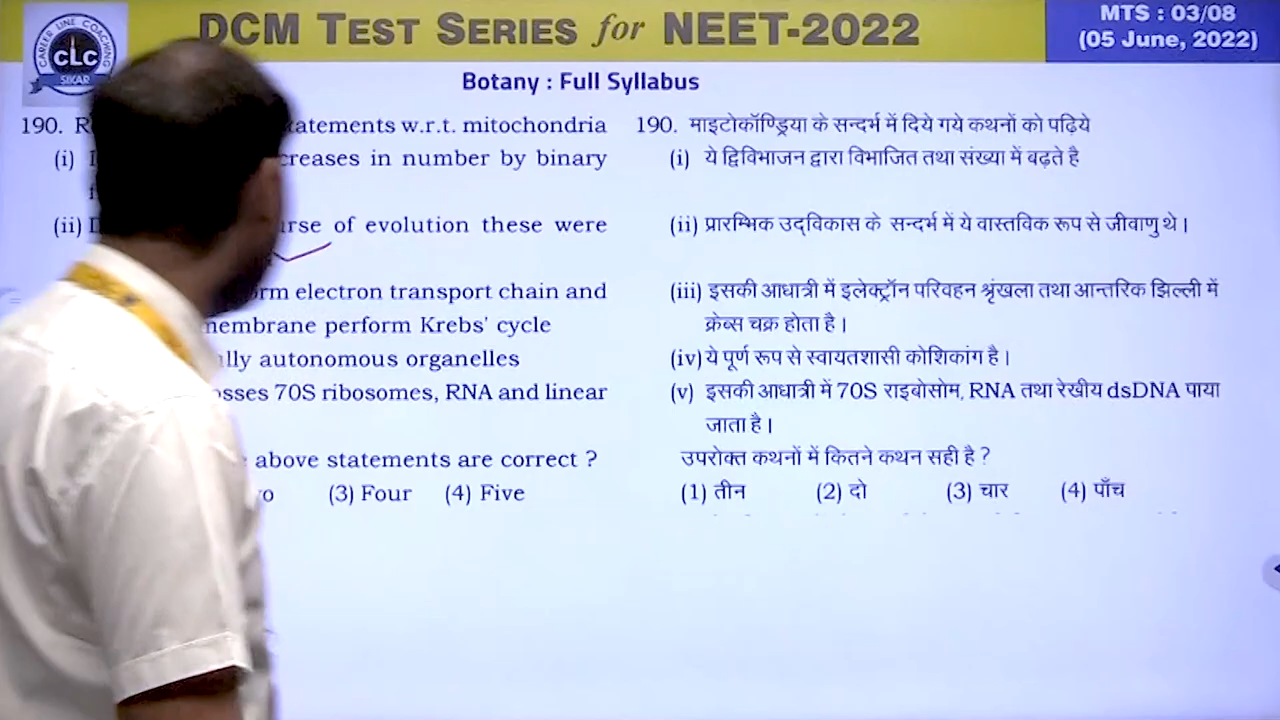 DCM TEST SERIES for NEET-2022
MTS : 03/08
(05 June, 2022)
CAREER LINE COACHING
CLC
SIKAR
Botany : Full Syllabus
190. statements w.r.t. mitochondria
(i) increases in number by binary
(ii) course of evolution these were
perform electron transport chain and
membrane perform Krebs' cycle
fully autonomous organelles
70S ribosomes, RNA and linear
above statements are correct ?
(3) Four (4) Five
190. माइटोकॉण्ड्रिया के सन्दर्भ में दिये गये कथनों को पढ़िये
(i) ये द्विविभाजन द्वारा विभाजित तथा संख्या में बढ़ते है
(ii) प्रारम्भिक उद्विकास के सन्दर्भ में ये वास्तविक रूप से जीवाणु थे।
(iii) इसकी आधात्री में इलेक्ट्रॉन परिवहन श्रृंखला तथा आन्तरिक झिल्ली में
क्रेब्स चक्र होता है।
(iv) ये पूर्ण रूप से स्वायतशासी कोशिकांग है।
(v) इसकी आधात्री में 70S राइबोसोम, RNA तथा रेखीय dsDNA पाया
जाता है।
उपरोक्त कथनों में कितने कथन सही है ?
(1) तीन (2) दो (3) चार (4) पाँच